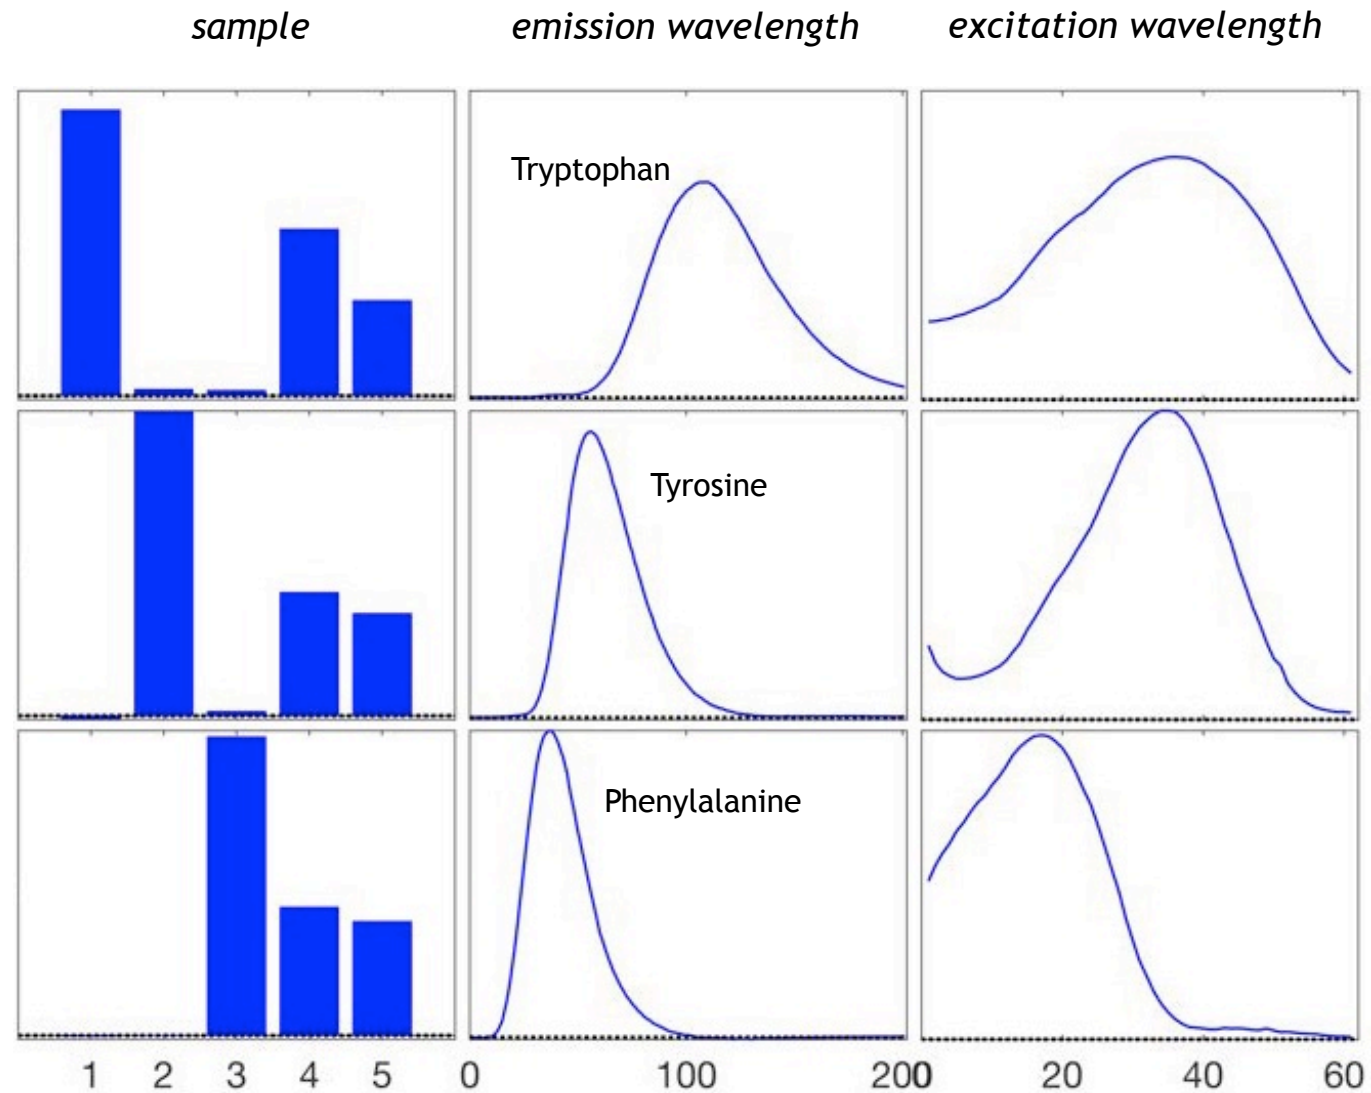 sample emission wavelength excitation wavelength
Tryptophan
Tyrosine
Phenylalanine
1 2 3 4 5 0 100 200 0 20 40 60